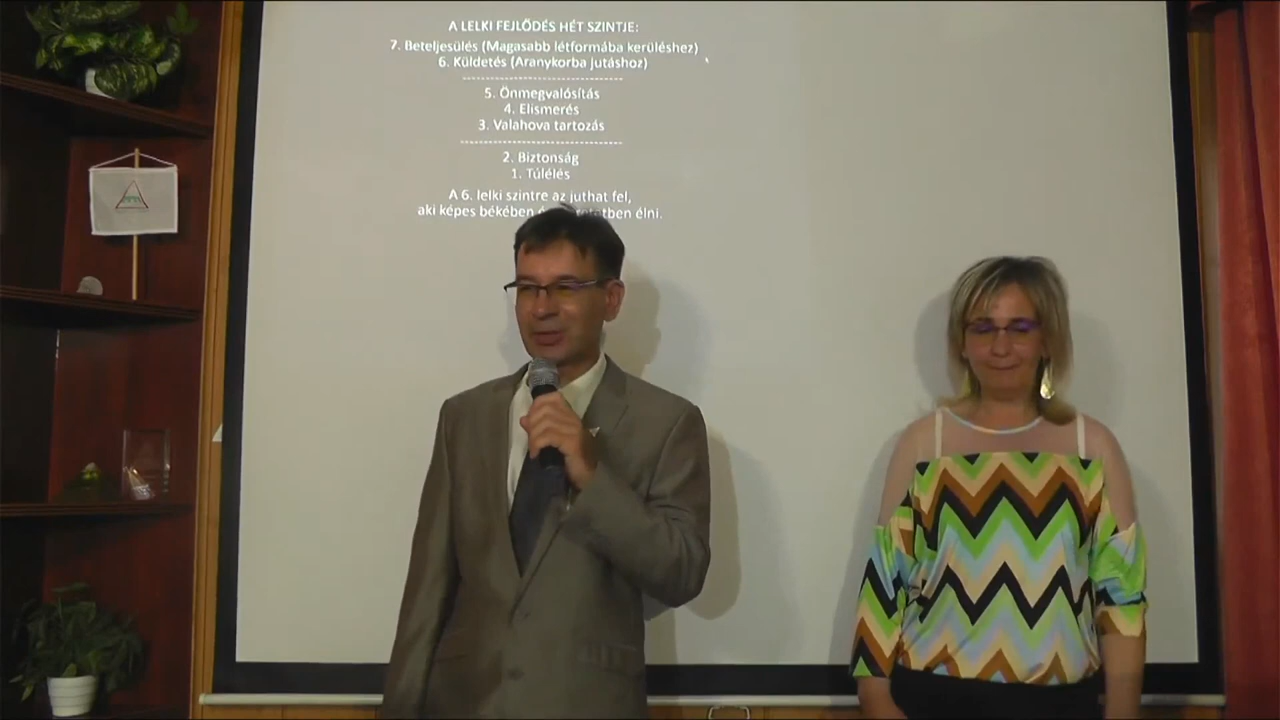 A LELKI FEJLŐDÉS HÉT SZINTJE:
7. Beteljesülés (Magasabb létformába kerüléshez)
6. Küldetés (Aranykorba jutáshoz)
--------------------------------
5. Önmegvalósítás
4. Elismerés
3. Valahova tartozás
--------------------------------
2. Biztonság
1. Túlélés
A 6. lelki szintre az juthat fel,
aki képes békében élni.